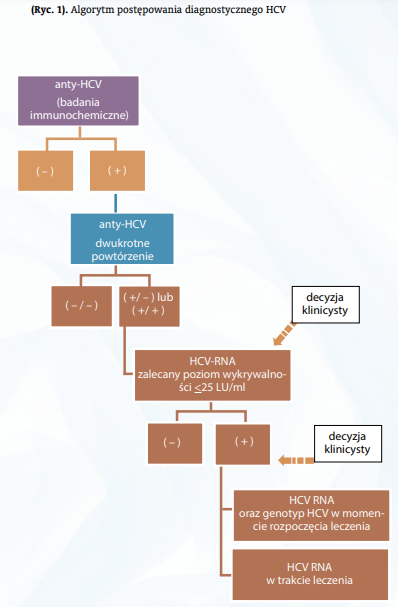 (Ryc. 1). Algorytm postępowania diagnostycznego HCV
anty-HCV
(badania
immunochemiczne)
( – )
( + )
anty-HCV
dwukrotne
powtórzenie
( – / – )
( +/ – ) lub
( +/ + )
decyzja
klinicysty
HCV-RNA
zalecany poziom wykrywalno-
ści ≤25 LU/ml
( – )
( + )
decyzja
klinicysty
HCV RNA
oraz genotyp HCV w momen-
cie rozpoczęcia leczenia
HCV RNA
w trakcie leczenia